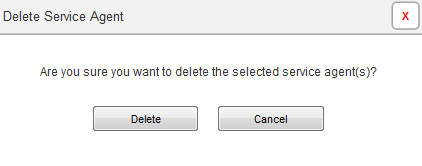 Delete Service Agent X
Are you sure you want to delete the selected service agent(s)?
Delete Cancel